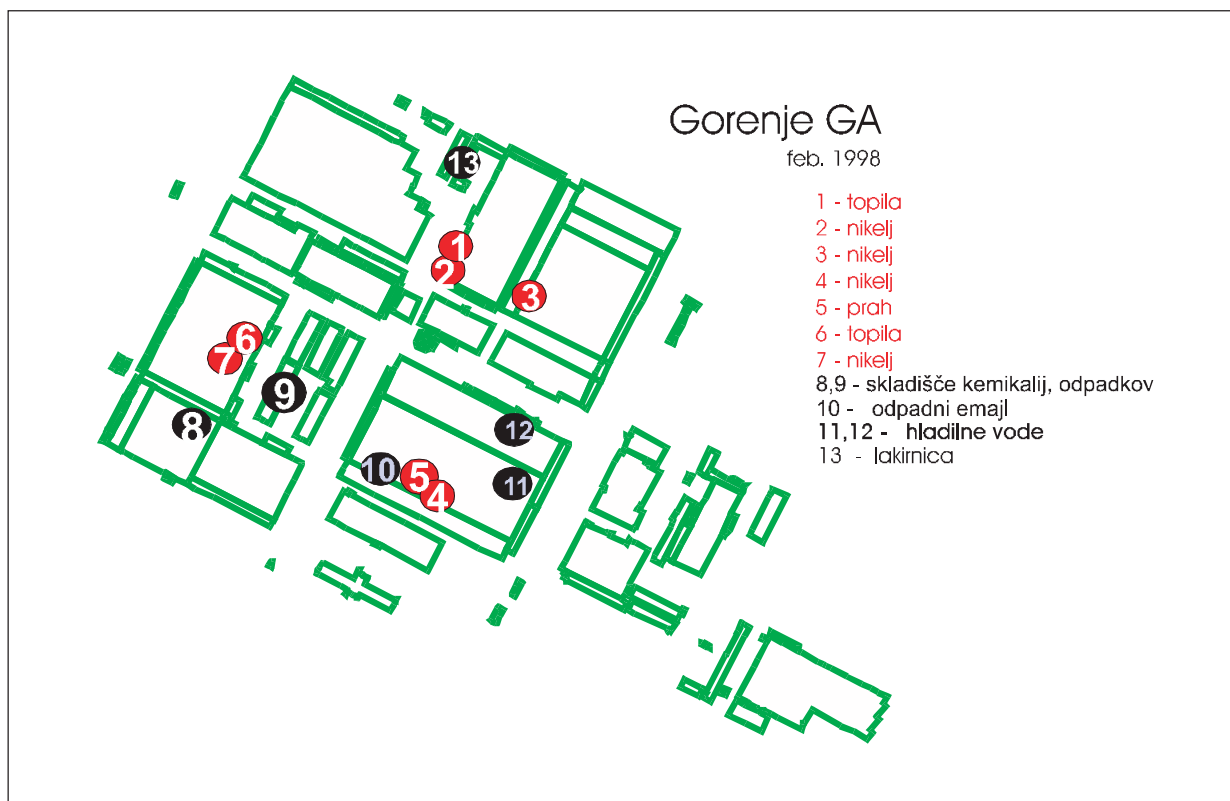 Gorenje GA
feb. 1998
1 - topila
2 - nikelj
3 - nikelj
4 - nikelj
5 - prah
6 - topila
7 - nikelj
8,9 - skladišče kemikalij, odpadkov
10 - odpadni emajl
11,12 - hladilne vode
13 - lakirnica
13
1
2
3
6
7
9
8
12
10
5
11
4